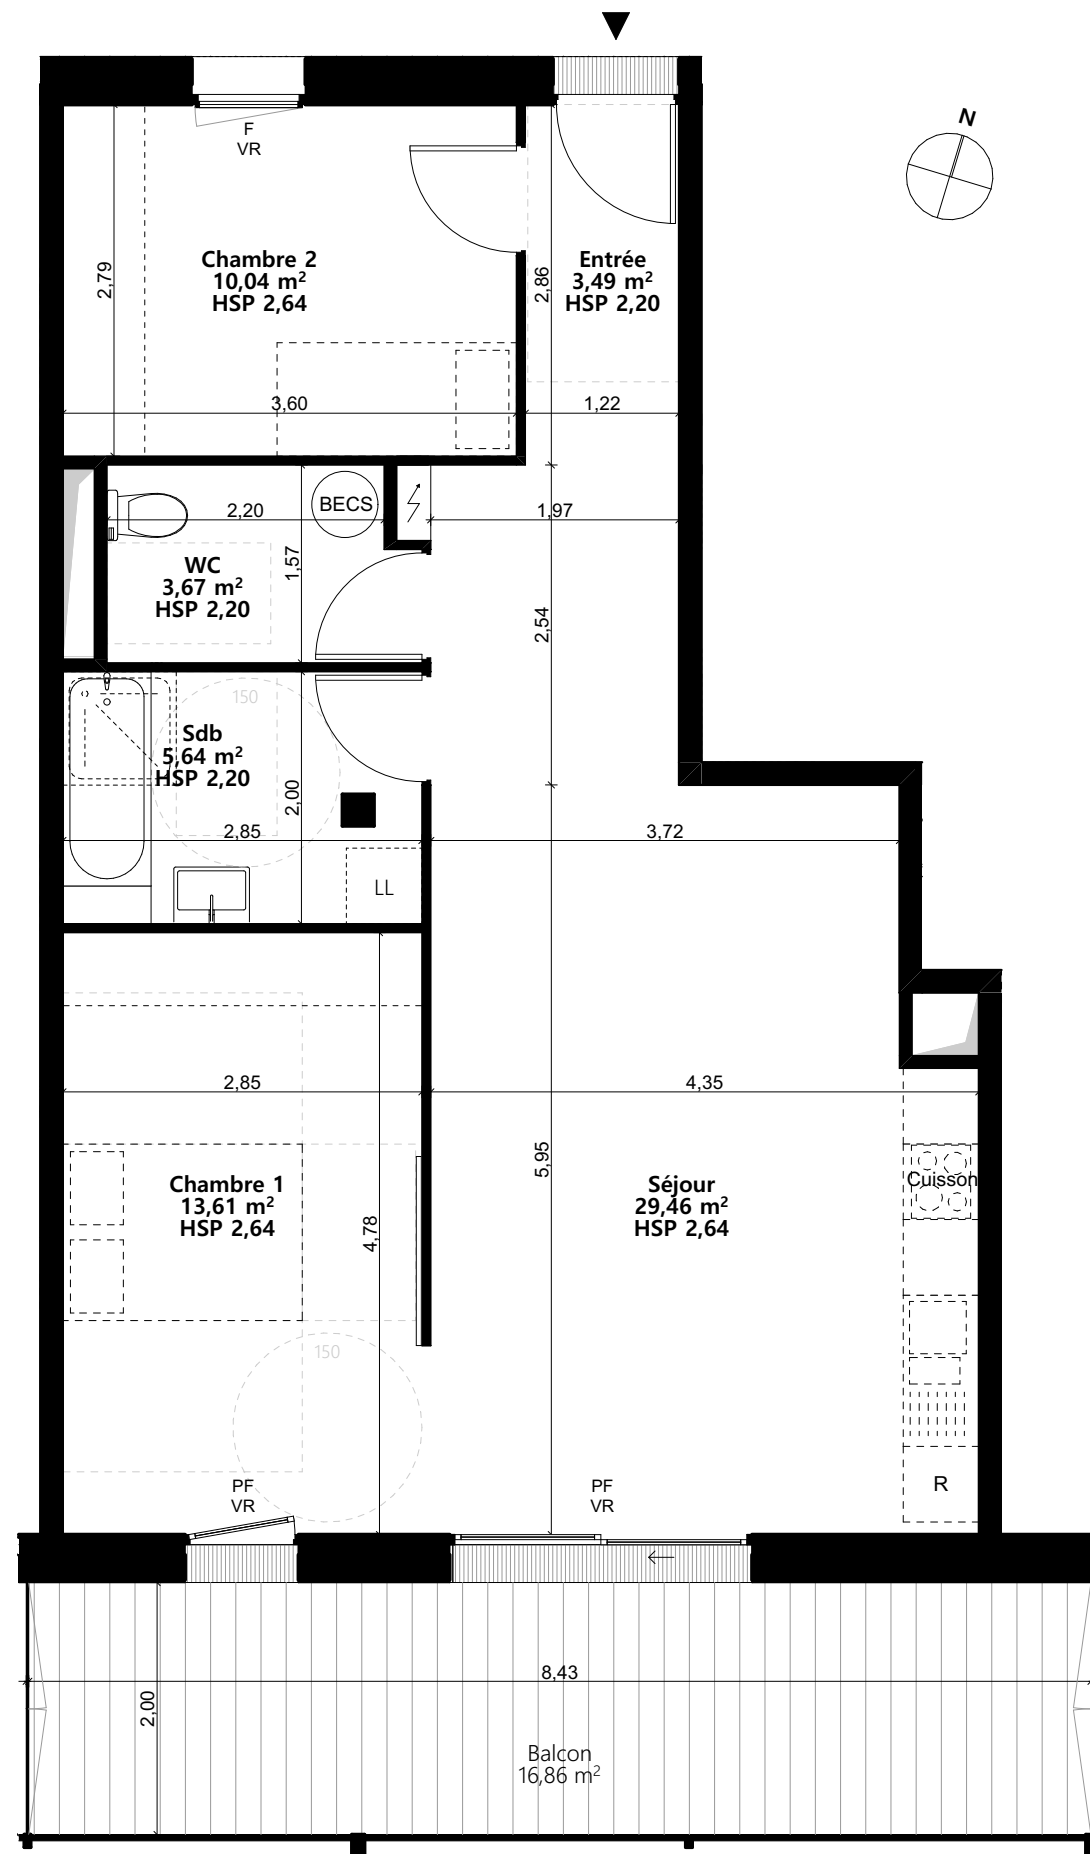 N
F
VR
Chambre 2
10,04 m²
HSP 2,64
Entrée
3,49 m²
HSP 2,20
2,79
2,86
3,60
1,22
BECS
2,20
1,97
WC
3,67 m²
HSP 2,20
1,57
2,54
150
Sdb
5,64 m²
HSP 2,20
2,00
2,85
3,72
LL
2,85
4,35
Chambre 1
13,61 m²
HSP 2,64
4,78
5,95
Séjour
29,46 m²
HSP 2,64
Cuisson
150
PF
VR
PF
VR
R
8,43
2,00
Balcon
16,86 m²